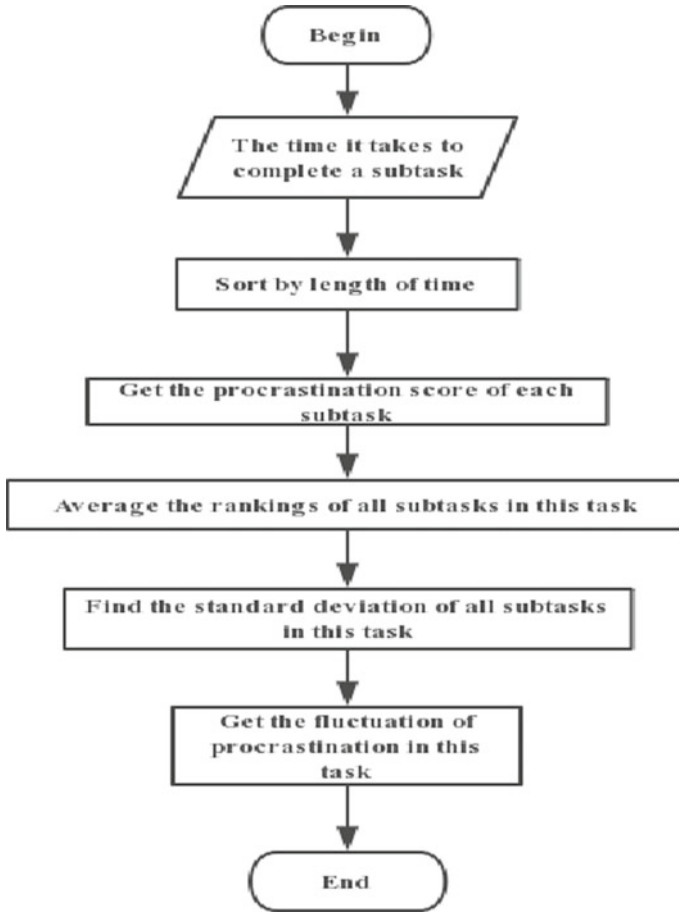 Begin
The time it takes to
complete a subtask
Sort by length of time
Get the procrastination score of each
subtask
Average the rankings of all subtasks in this task
Find the standard deviation of all subtasks
in this task
Get the fluctuation of
procrastination in this
task
End